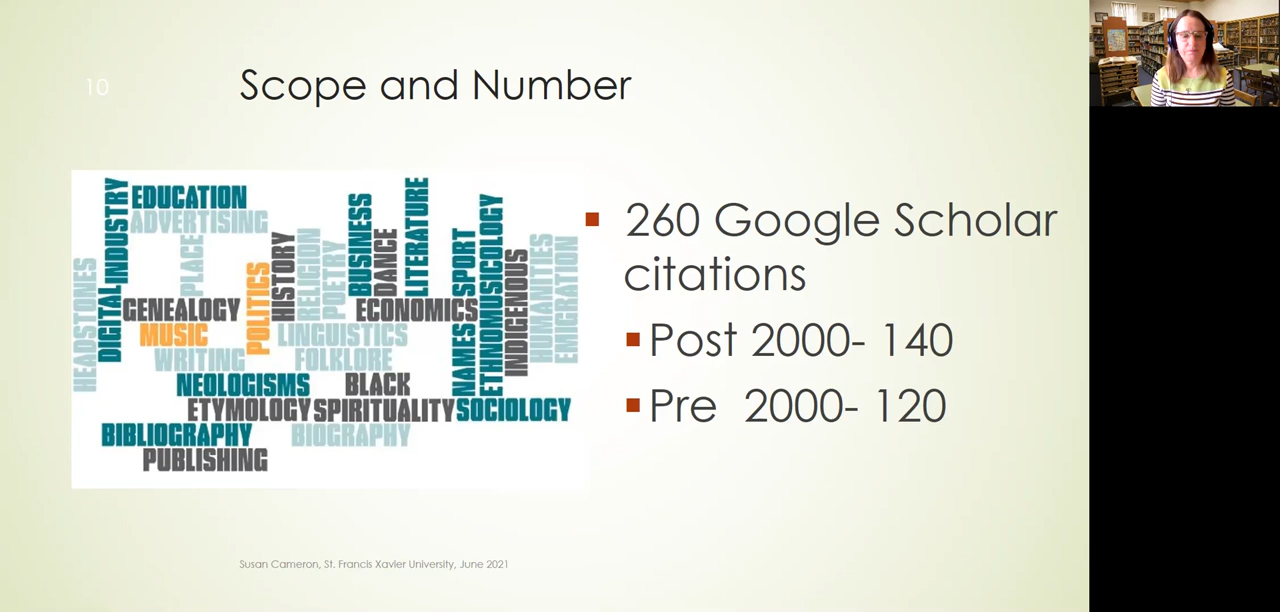 10
Scope and Number
EDUCATION
ADVERTISING
INDUSTRY
DIGITAL
HEADSTONES
PLACE
GENEALOGY
MUSIC
WRITING
POLITICS
HISTORY
RELIGION
POETRY
BUSINESS
DANCE
LITERATURE
ECONOMICS
LINGUISTICS
FOLKLORE
SPORT
NAMES
ETHNOMUSICOLOGY
INDIGENOUS
HUMANITIES
EMIGRATION
NEOLOGISMS
BLACK
ETYMOLOGY
SPIRITUALITY
SOCIOLOGY
BIBLIOGRAPHY
BIOGRAPHY
PUBLISHING
260 Google Scholar
citations
Post 2000- 140
Pre 2000- 120
Susan Cameron, St. Francis Xavier University, June 2021